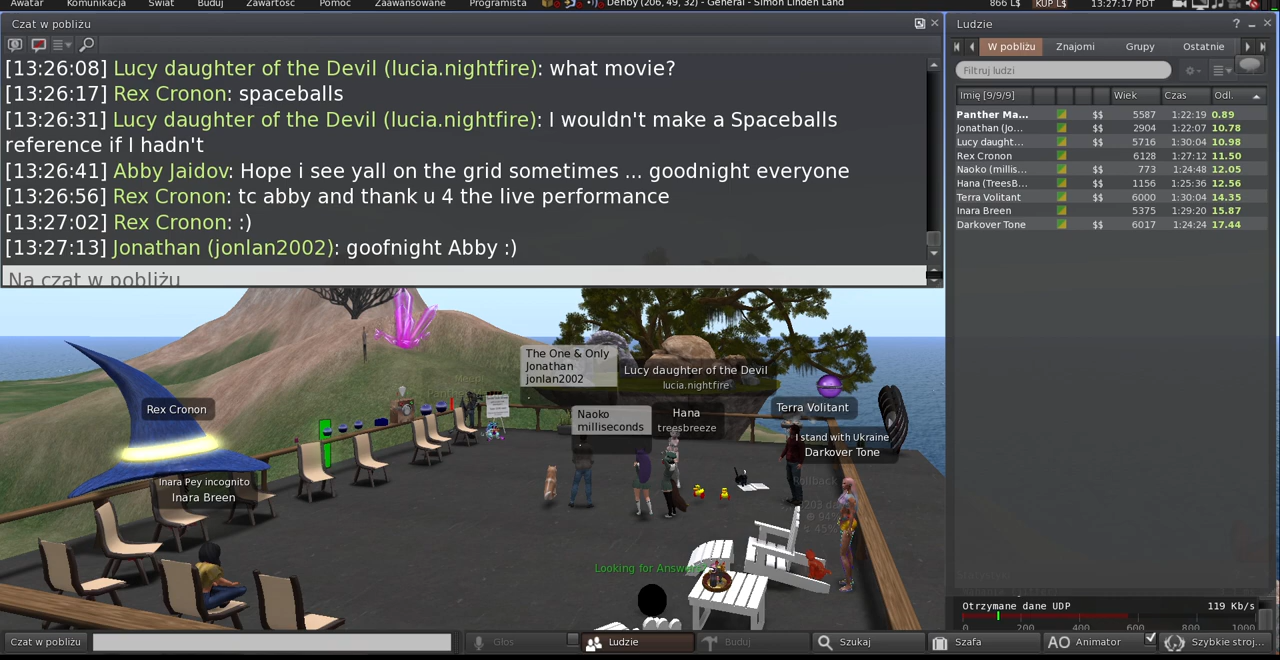 Awatar Komunikacja Świat Buduj Zawartość Pomoc Zaawansowane Programista Denby (206, 49, 32) - General - Simon Linden Land 866 L$ KUP L$ 13:27:17 PDT
Czat w pobliżu
[13:26:08] Lucy daughter of the Devil (lucia.nightfire): what movie?
[13:26:17] Rex Cronon: spaceballs
[13:26:31] Lucy daughter of the Devil (lucia.nightfire): I wouldn't make a Spaceballs
reference if I hadn't
[13:26:41] Abby Jaidov: Hope i see yall on the grid sometimes ... goodnight everyone
[13:26:56] Rex Cronon: tc abby and thank u 4 the live performance
[13:27:02] Rex Cronon: :)
[13:27:13] Jonathan (jonlan2002): goofnight Abby :)
Na czat w pobliżu
Ludzie
W pobliżu Znajomi Grupy Ostatnie
Filtruj ludzi
Imię [9/9/9] Wiek Czas Odl.
Panther Ma... 5587 1:22:19 0.89
Jonathan (Jo... $$ 2904 1:22:07 10.78
Lucy daught... $$ 5716 1:30:04 10.98
Rex Cronon 6128 1:27:12 11.50
Naoko (millis... $$ 773 1:24:48 12.05
Hana (TreesB... $$ 1156 1:25:36 12.56
Terra Volitant $$ 6000 1:30:04 14.35
Inara Breen 5375 1:29:20 15.87
Darkover Tone $$ 6017 1:24:24 17.44
The One & Only
Jonathan
jonlan2002
Lucy daughter of the Devil
lucia.nightfire
Rex Cronon
Naoko
milliseconds
Hana
treesbreeze
Terra Volitant
I stand with Ukraine
Darkover Tone
Inara Pey incognito
Inara Breen
Rollback
Looking for Answers
Otrzymane dane UDP 119 Kb/s
0 200 400 600 800 1000
Czat w pobliżu Głos Ludzie Buduj Szukaj Szafa AO Animator Szybkie stroj...